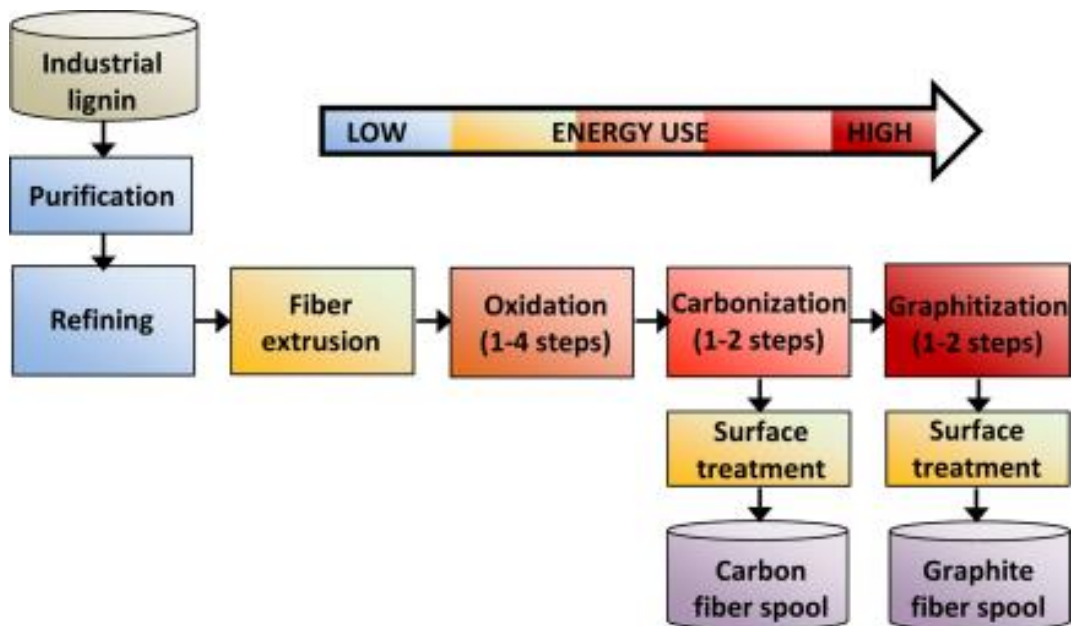 Industrial
lignin
LOW ENERGY USE HIGH
Purification
Refining
Fiber
extrusion
Oxidation
(1-4 steps)
Carbonization
(1-2 steps)
Graphitization
(1-2 steps)
Surface
treatment
Surface
treatment
Carbon
fiber spool
Graphite
fiber spool